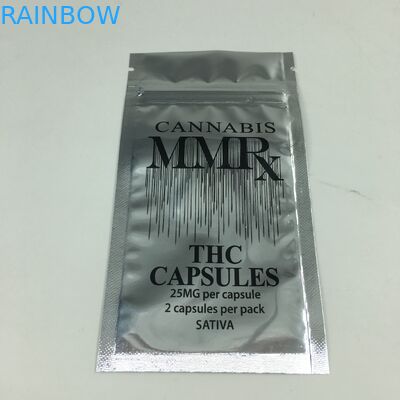 RAINBOW
CANNABIS
MMRx
THC
CAPSULES
25MG per capsule
2 capsules per pack
SATIVA